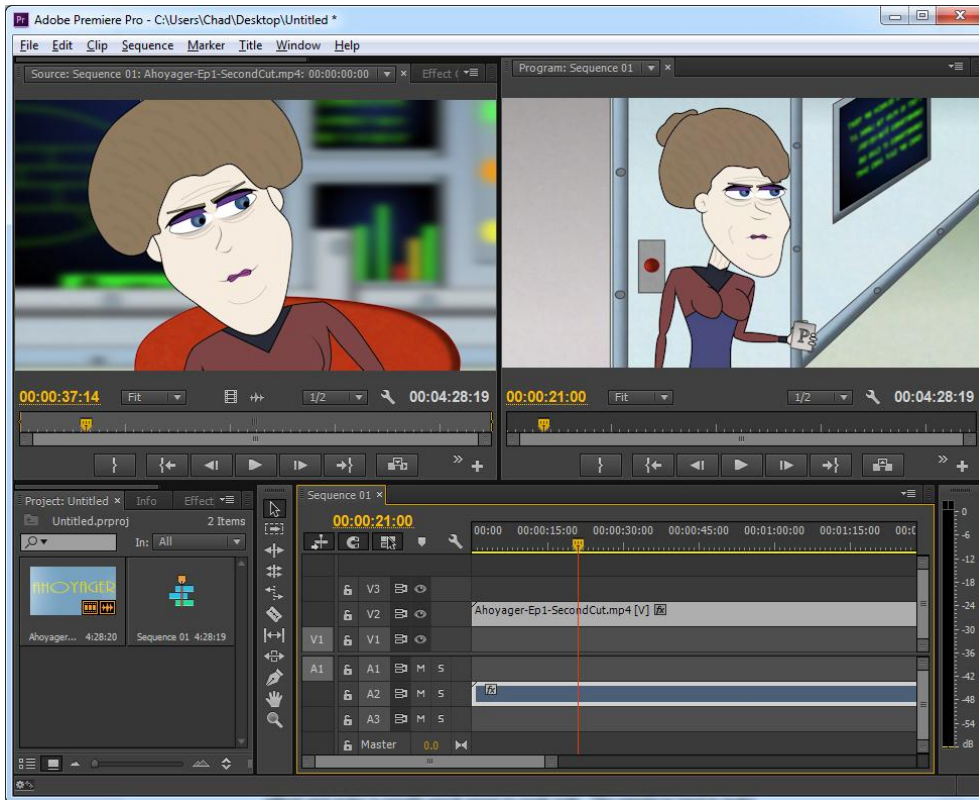 Pr Adobe Premiere Pro - C:\Users\Chad\Desktop\Untitled *
File Edit Clip Sequence Marker Title Window Help
Source: Sequence 01: Ahoyager-Ep1-SecondCut.mp4: 00:00:00:00 × Effect
Program: Sequence 01 ×
P
00:00:37:14 Fit 1/2 00:04:28:19
00:00:21:00 Fit 1/2 00:04:28:19
Project: Untitled × Info Effect
Untitled.prproj 2 Items
In: All
AHOYAGER
Ahoyager... 4:28:20
Sequence 01 4:28:19
Sequence 01 ×
00:00:21:00
00:00 00:00:15:00 00:00:30:00 00:00:45:00 00:01:00:00 00:01:15:00
V3
V2 Ahoyager-Ep1-SecondCut.mp4 [V] fx
V1 V1
A1 A1 M S
A2 M S fx
A3 M S
Master 0.0
0
-6
-12
-18
-24
-30
-36
-42
-48
-54
dB